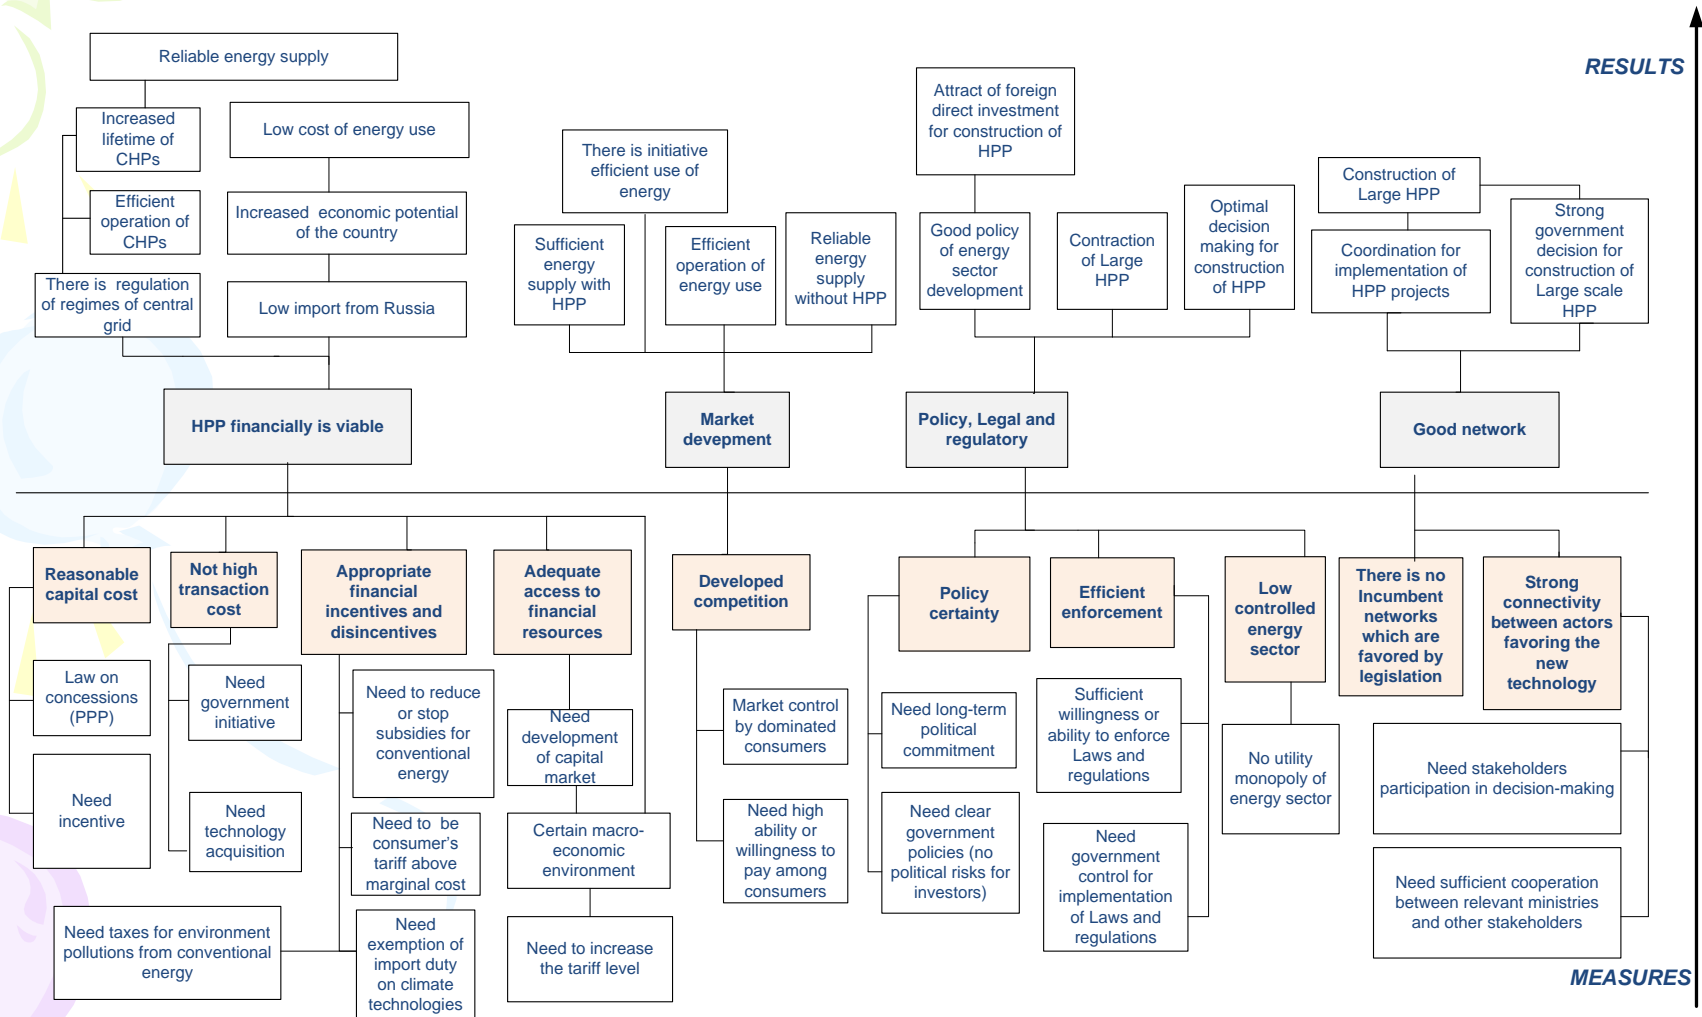 RESULTS
Reliable energy supply
Increased
lifetime of
CHPs
Efficient
operation of
CHPs
There is  regulation
of regimes of central
grid
Low cost of energy use
Increased  economic potential
of the country
Low import from Russia
There is initiative
efficient use of
energy
Sufficient
energy
supply with
HPP
Efficient
operation of
energy use
Reliable
energy
supply
without HPP
Attract of foreign
direct investment
for construction of
HPP
Good policy
of energy
sector
development
Contraction
of Large
HPP
Optimal
decision
making for
construction
of HPP
Construction of
Large HPP
Coordination for
implementation of
HPP projects
Strong
government
decision for
construction of
Large scale
HPP
HPP financially is viable
Market
devepment
Policy, Legal and
regulatory
Good network
Reasonable
capital cost
Not high
transaction
cost
Appropriate
financial
incentives and
disincentives
Adequate
access to
financial
resources
Developed
competition
Policy
certainty
Efficient
enforcement
Low
controlled
energy
sector
There is no
Incumbent
networks
which are
favored by
legislation
Strong
connectivity
between actors
favoring the
new
technology
Law on
concessions
(PPP)
Need
incentive
Need
government
initiative
Need
technology
acquisition
Need to reduce
or stop
subsidies for
conventional
energy
Need to  be
consumer's
tariff above
marginal cost
Need taxes for environment
pollutions from conventional
energy
Need
exemption of
import duty
on climate
technologies
Need
development
of capital
market
Certain macro-
economic
environment
Need to increase
the tariff level
Market control
by dominated
consumers
Need high
ability or
willingness to
pay among
consumers
Need long-term
political
commitment
Need clear
government
policies (no
political risks for
investors)
Sufficient
willingness or
ability to enforce
Laws and
regulations
Need
government
control for
implementation
of Laws and
regulations
No utility
monopoly of
energy sector
Need stakeholders
participation in decision-making
Need sufficient cooperation
between relevant ministries
and other stakeholders
MEASURES